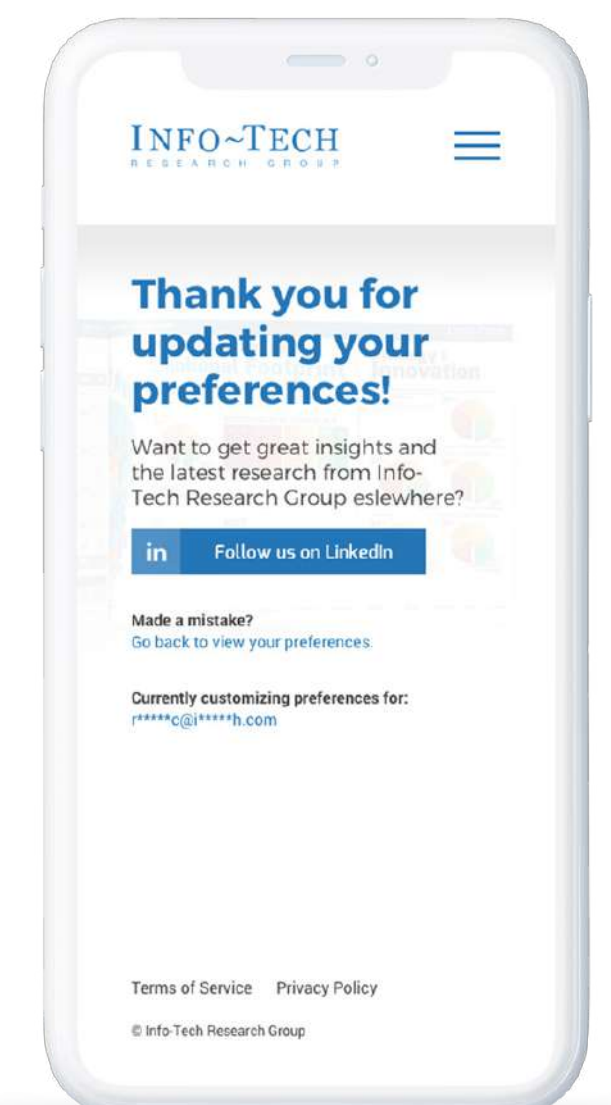 INFO~TECH
RESEARCH GROUP
Thank you for
updating your
preferences!
Want to get great insights and
the latest research from Info-
Tech Research Group eslewhere?
in Follow us on LinkedIn
Made a mistake?
Go back to view your preferences.
Currently customizing preferences for:
r*****c@i*****h.com
Terms of Service Privacy Policy
© Info-Tech Research Group